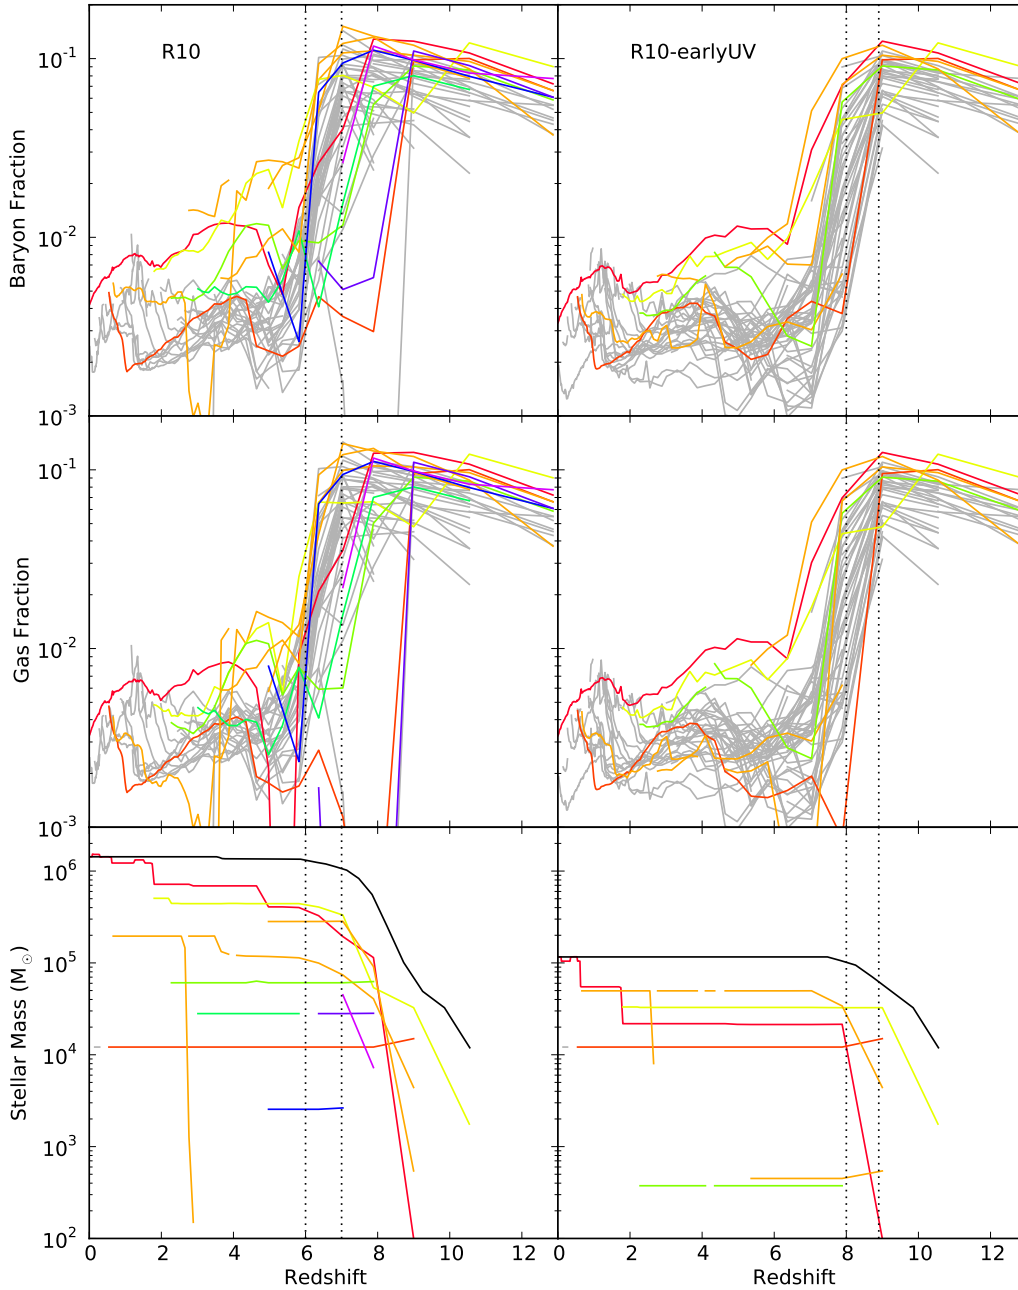 R10
R10-earlyUV
Baryon Fraction
10⁻¹
10⁻²
10⁻³
Gas Fraction
10⁻¹
10⁻²
10⁻³
Stellar Mass (M☉)
10⁶
10⁵
10⁴
10³
10²
0 2 4 6 8 10 12
0 2 4 6 8 10 12
Redshift
Redshift